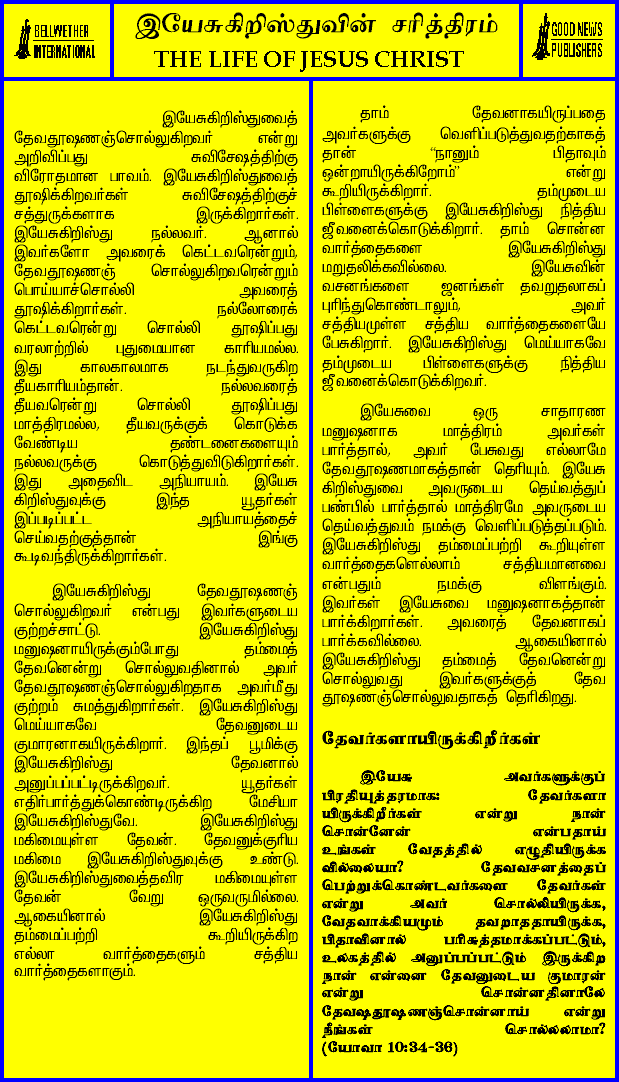 BELLWETHER
INTERNATIONAL
இயேசுகிறிஸ்துவின் சரித்திரம்
THE LIFE OF JESUS CHRIST
GOOD NEWS
PUBLISHERS
இயேசுகிறிஸ்துவைத்
தேவதூஷணஞ்சொல்லுகிறவர் என்று
அறிவிப்பது சுவிசேஷத்திற்கு
விரோதமான பாவம். இயேசுகிறிஸ்துவைத்
தூஷிக்கிறவர்கள் சுவிசேஷத்திற்குச்
சத்துருக்களாக இருக்கிறார்கள்.
இயேசுகிறிஸ்து நல்லவர். ஆனால்
இவர்களோ அவரைக் கெட்டவரென்றும்,
தேவதூஷணஞ் சொல்லுகிறவரென்றும்
பொய்யாச்சொல்லி அவரைத்
தூஷிக்கிறார்கள். நல்லோரைக்
கெட்டவரென்று சொல்லி தூஷிப்பது
வரலாற்றில் புதுமையான காரியமல்ல.
இது காலகாலமாக நடந்துவருகிற
தீயகாரியம்தான். நல்லவரைத்
தீயவரென்று சொல்லி தூஷிப்பது
மாத்திரமல்ல, தீயவருக்குக் கொடுக்க
வேண்டிய தண்டனைகளையும்
நல்லவருக்கு கொடுத்துவிடுகிறார்கள்.
இது அதைவிட அநியாயம். இயேசு
கிறிஸ்துவுக்கு இந்த யூதர்கள்
இப்படிப்பட்ட அநியாயத்தைச்
செய்வதற்குத்தான் இங்கு
கூடிவந்திருக்கிறார்கள்.
இயேசுகிறிஸ்து தேவதூஷணஞ்
சொல்லுகிறவர் என்பது இவர்களுடைய
குற்றச்சாட்டு. இயேசுகிறிஸ்து
மனுஷனாயிருக்கும்போது தம்மைத்
தேவனென்று சொல்லுவதினால் அவர்
தேவதூஷணஞ்சொல்லுகிறதாக அவர்மீது
குற்றம் சுமத்துகிறார்கள். இயேசுகிறிஸ்து
மெய்யாகவே தேவனுடைய
குமாரனாகயிருக்கிறார். இந்தப் பூமிக்கு
இயேசுகிறிஸ்து தேவனால்
அனுப்பப்பட்டிருக்கிறவர். யூதர்கள்
எதிர்பார்த்துக்கொண்டிருக்கிற மேசியா
இயேசுகிறிஸ்துவே. இயேசுகிறிஸ்து
மகிமையுள்ள தேவன். தேவனுக்குரிய
மகிமை இயேசுகிறிஸ்துவுக்கு உண்டு.
இயேசுகிறிஸ்துவைத்தவிர மகிமையுள்ள
தேவன் வேறு ஒருவருமில்லை.
ஆகையினால் இயேசுகிறிஸ்து
தம்மைப்பற்றி கூறியிருக்கிற
எல்லா வார்த்தைகளும் சத்திய
வார்த்தைகளாகும்.
தாம் தேவனாகயிருப்பதை
அவர்களுக்கு வெளிப்படுத்துவதற்காகத்
தான் “நானும் பிதாவும்
ஒன்றாயிருக்கிறோம்” என்று
கூறியிருக்கிறார். தம்முடைய
பிள்ளைகளுக்கு இயேசுகிறிஸ்து நித்திய
ஜீவனைக்கொடுக்கிறார். தாம் சொன்ன
வார்த்தைகளை இயேசுகிறிஸ்து
மறுதலிக்கவில்லை. இயேசுவின்
வசனங்களை ஜனங்கள் தவறுதலாகப்
புரிந்துகொண்டாலும், அவர்
சத்தியமுள்ள சத்திய வார்த்தைகளையே
பேசுகிறார். இயேசுகிறிஸ்து மெய்யாகவே
தம்முடைய பிள்ளைகளுக்கு நித்திய
ஜீவனைக்கொடுக்கிறவர்.
இயேசுவை ஒரு சாதாரண
மனுஷனாக மாத்திரம் அவர்கள்
பார்த்தால், அவர் பேசுவது எல்லாமே
தேவதூஷணமாகத்தான் தெரியும். இயேசு
கிறிஸ்துவை அவருடைய தெய்வத்துப்
பண்பில் பார்த்தால் மாத்திரமே அவருடைய
தெய்வத்துவம் நமக்கு வெளிப்படுத்தப்படும்.
இயேசுகிறிஸ்து தம்மைப்பற்றி கூறியுள்ள
வார்த்தைகளெல்லாம் சத்தியமானவை
என்பதும் நமக்கு விளங்கும்.
இவர்கள் இயேசுவை மனுஷனாகத்தான்
பார்க்கிறார்கள். அவரைத் தேவனாகப்
பார்க்கவில்லை. ஆகையினால்
இயேசுகிறிஸ்து தம்மைத் தேவனென்று
சொல்லுவது இவர்களுக்குத் தேவ
தூஷணஞ்சொல்லுவதாகத் தெரிகிறது.
தேவர்களாயிருக்கிறீர்கள்
இயேசு அவர்களுக்குப்
பிரதியுத்தரமாக: தேவர்களா
யிருக்கிறீர்கள் என்று நான்
சொன்னேன் என்பதாய்
உங்கள் வேதத்தில் எழுதியிருக்க
வில்லையா? தேவவசனத்தைப்
பெற்றுக்கொண்டவர்களை தேவர்கள்
என்று அவர் சொல்லியிருக்க,
வேதவாக்கியமும் தவறாததாயிருக்க,
பிதாவினால் பரிசுத்தமாக்கப்பட்டும்,
உலகத்தில் அனுப்பப்பட்டும் இருக்கிற
நான் என்னை தேவனுடைய குமாரன்
என்று சொன்னதினாலே
தேவஷதூஷணஞ்சொன்னாய் என்று
நீங்கள் சொல்லலாமா?
(யோவா 10:34-36)